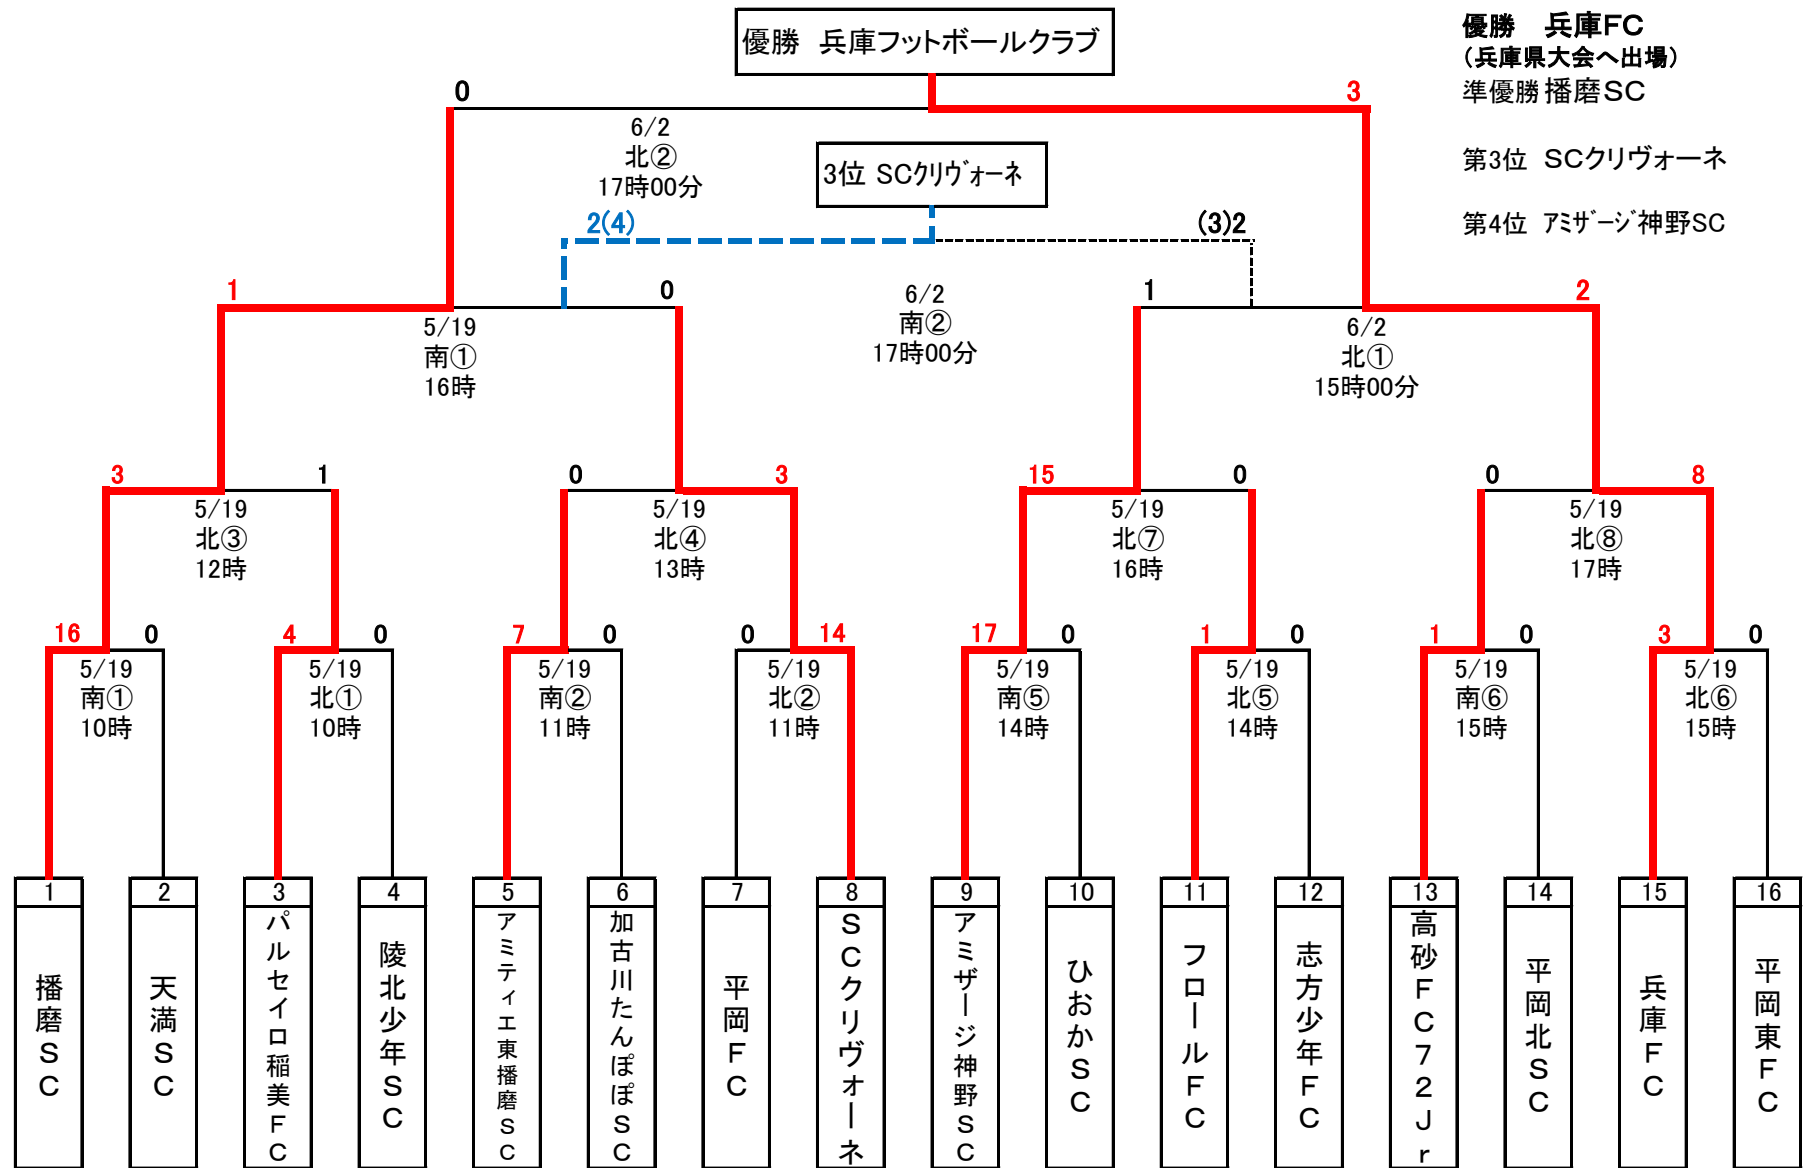 優勝 兵庫フットボールクラブ
優勝 兵庫FC
(兵庫県大会へ出場)
準優勝 播磨SC
第3位 SCクリヴォーネ
第4位 アミザージ神野SC
0
3
6/2
北②
17時00分
3位 SCクリヴォーネ
2(4)
(3)2
1
0
1
2
5/19
南①
16時
6/2
南②
17時00分
6/2
北①
15時00分
3
1
0
3
15
0
0
8
5/19
北③
12時
5/19
北④
13時
5/19
北⑦
16時
5/19
北⑧
17時
16
0
4
0
7
0
0
14
17
0
1
0
1
0
3
0
5/19
南①
10時
5/19
北①
10時
5/19
南②
11時
5/19
北②
11時
5/19
南⑤
14時
5/19
北⑤
14時
5/19
南⑥
15時
5/19
北⑥
15時
1
播磨SC
2
天満SC
3
パルセイロ稲美FC
4
陵北少年SC
5
アミティエ東播磨SC
6
加古川たんぽぽSC
7
平岡FC
8
SCクリヴォーネ
9
アミザージ神野SC
10
ひおかSC
11
フロールFC
12
志方少年FC
13
高砂FC72Jr
14
平岡北SC
15
兵庫FC
16
平岡東FC